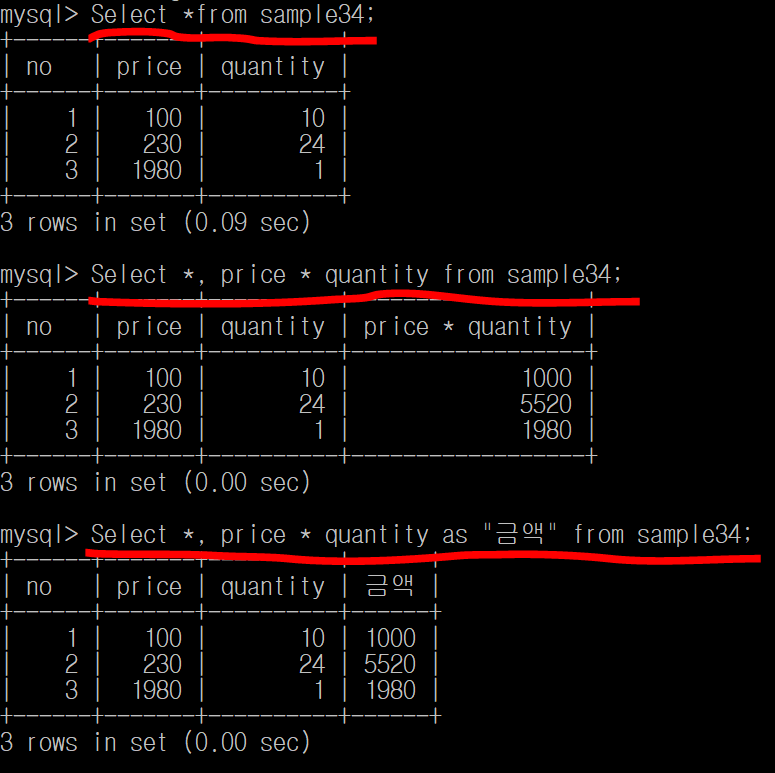 mysql> Select *from sample34;
+------+-------+----------+
| no   | price | quantity |
+------+-------+----------+
|    1 |   100 |       10 |
|    2 |   230 |       24 |
|    3 |  1980 |        1 |
+------+-------+----------+
3 rows in set (0.09 sec)
mysql> Select *, price * quantity from sample34;
+------+-------+----------+------------------+
| no   | price | quantity | price * quantity |
+------+-------+----------+------------------+
|    1 |   100 |       10 |             1000 |
|    2 |   230 |       24 |             5520 |
|    3 |  1980 |        1 |             1980 |
+------+-------+----------+------------------+
3 rows in set (0.00 sec)
mysql> Select *, price * quantity as "금액" from sample34;
+------+-------+----------+------+
| no   | price | quantity | 금액 |
+------+-------+----------+------+
|    1 |   100 |       10 | 1000 |
|    2 |   230 |       24 | 5520 |
|    3 |  1980 |        1 | 1980 |
+------+-------+----------+------+
3 rows in set (0.00 sec)